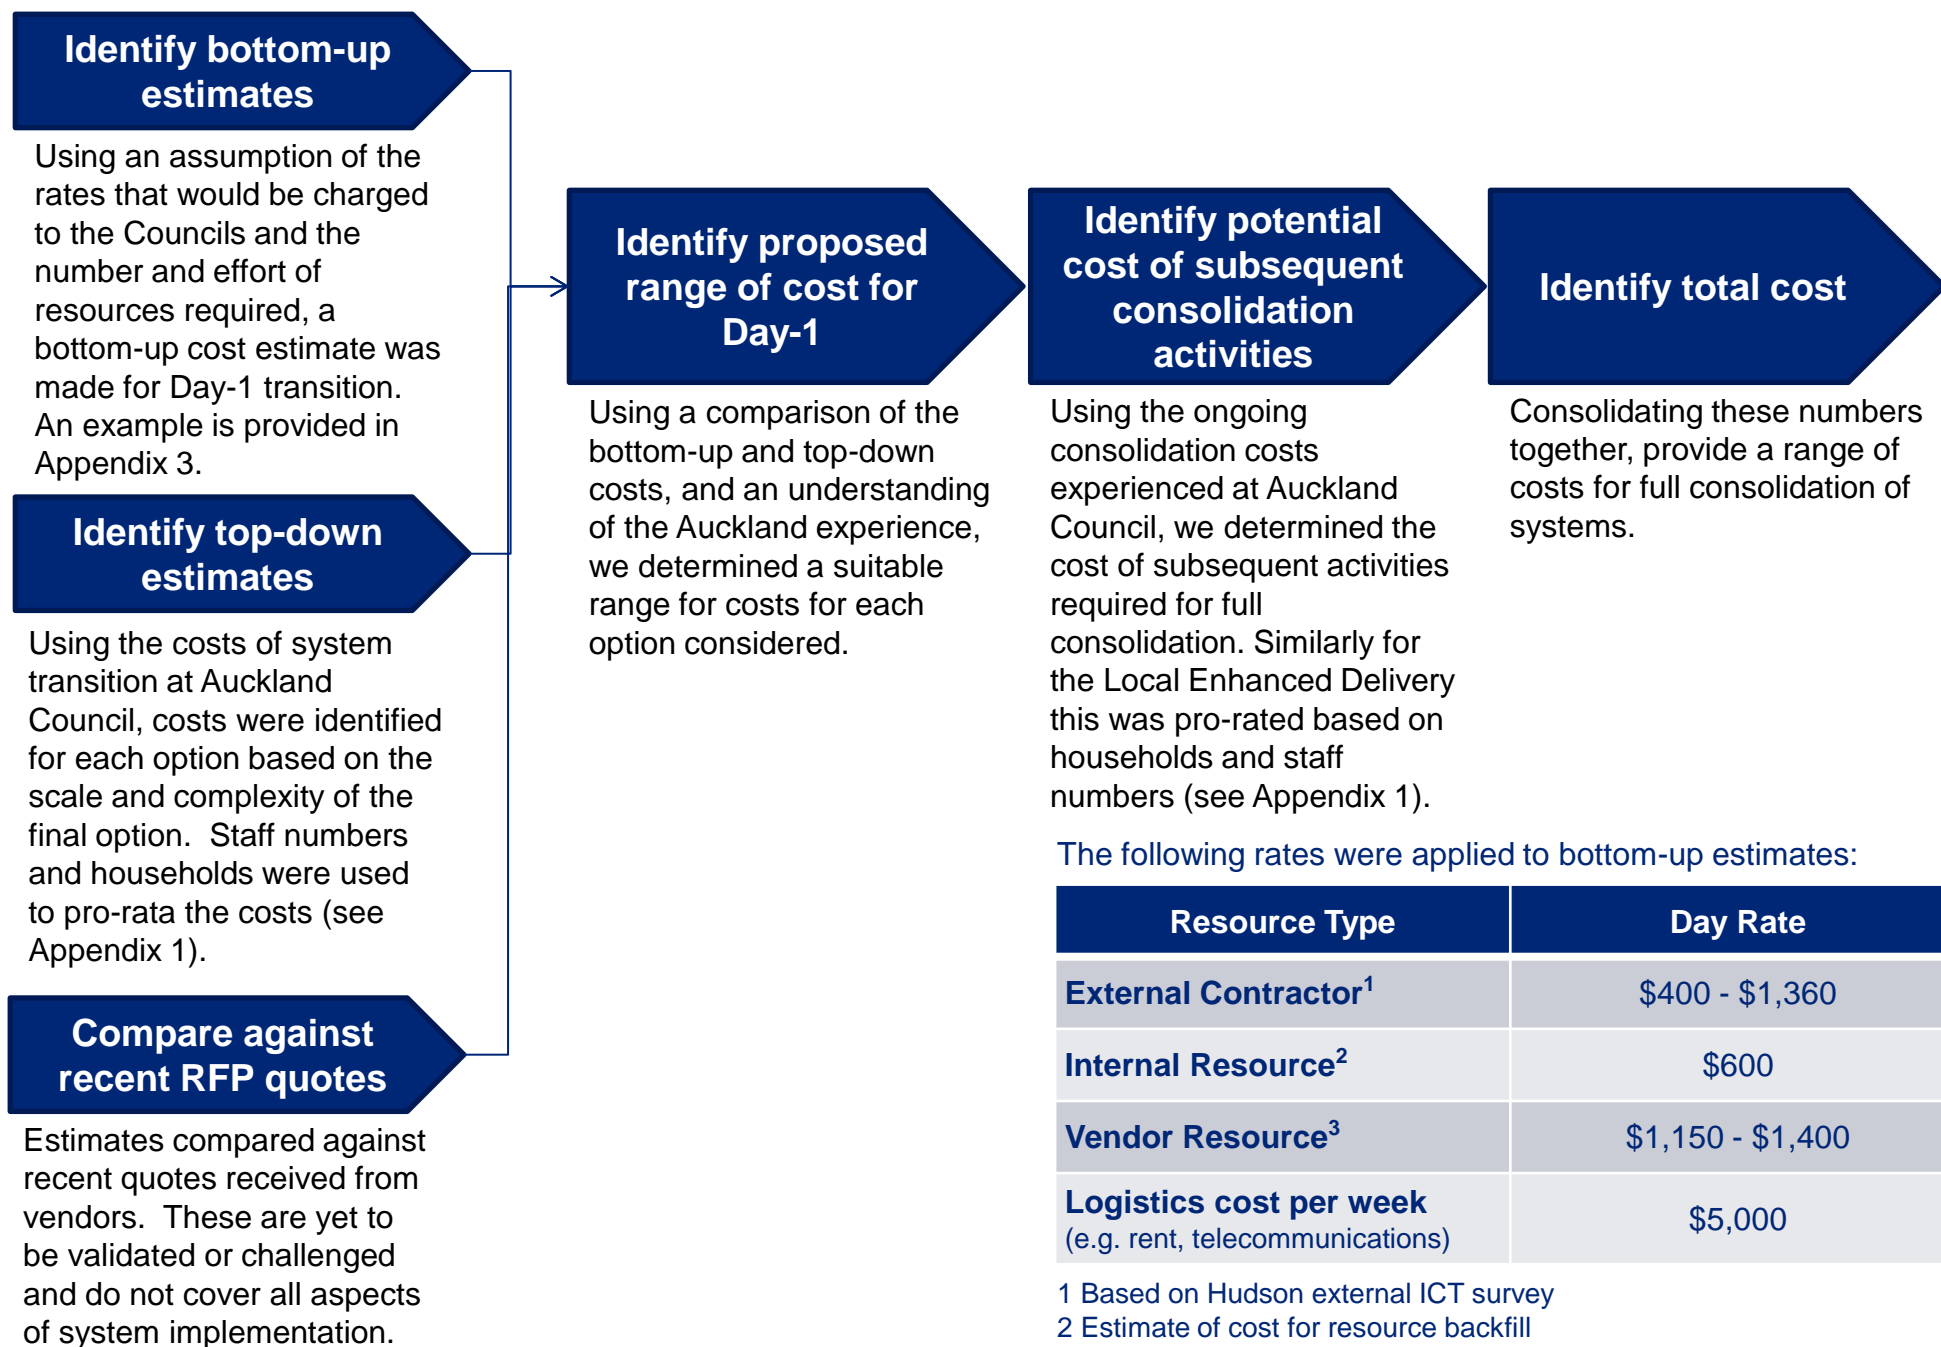 Identify bottom-up
estimates
Using an assumption of the
rates that would be charged
to the Councils and the
number and effort of
resources required, a
bottom-up cost estimate was
made for Day-1 transition.
An example is provided in
Appendix 3.
Identify top-down
estimates
Using the costs of system
transition at Auckland
Council, costs were identified
for each option based on the
scale and complexity of the
final option.  Staff numbers
and households were used
to pro-rata the costs (see
Appendix 1).
Compare against
recent RFP quotes
Estimates compared against
recent quotes received from
vendors.  These are yet to
be validated or challenged
and do not cover all aspects
of system implementation.
Identify proposed
range of cost for
Day-1
Using a comparison of the
bottom-up and top-down
costs, and an understanding
of the Auckland experience,
we determined a suitable
range for costs for each
option considered.
Identify potential
cost of subsequent
consolidation
activities
Using the ongoing
consolidation costs
experienced at Auckland
Council, we determined the
cost of subsequent activities
required for full
consolidation. Similarly for
the Local Enhanced Delivery
this was pro-rated based on
households and staff
numbers (see Appendix 1).
Identify total cost
Consolidating these numbers
together, provide a range of
costs for full consolidation of
systems.
The following rates were applied to bottom-up estimates:
Resource Type Day Rate
External Contractor1 $400 - $1,360
Internal Resource2 $600
Vendor Resource3 $1,150 - $1,400
Logistics cost per week
(e.g. rent, telecommunications) $5,000
1 Based on Hudson external ICT survey
2 Estimate of cost for resource backfill